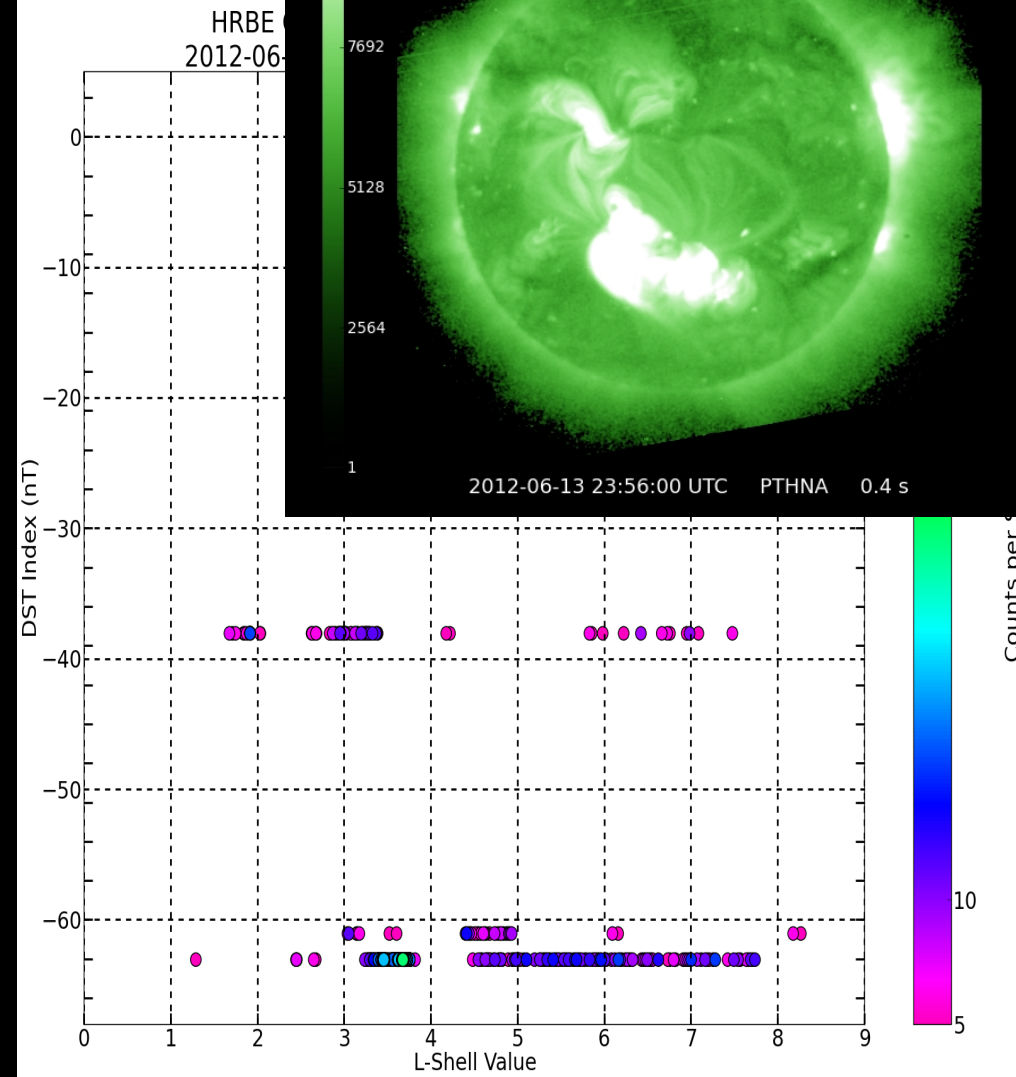 HRBE
2012-06-
7692
5128
2564
1
2012-06-13 23:56:00 UTC PTHNA 0.4 s
0
−10
−20
−30
−40
−50
−60
DST Index (nT)
0 1 2 3 4 5 6 7 8 9
L-Shell Value
10
5
Counts per